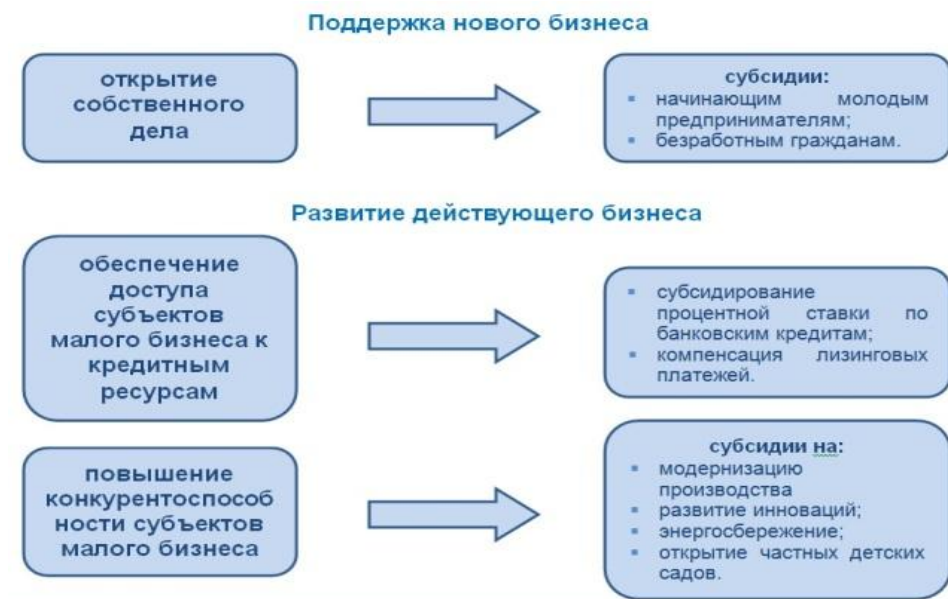 Поддержка нового бизнеса
открытие
собственного
дела
субсидии:
▪ начинающим молодым
предпринимателям;
▪ безработным гражданам.
Развитие действующего бизнеса
обеспечение
доступа
субъектов
малого бизнеса к
кредитным
ресурсам
▪ субсидирование
процентной ставки по
банковским кредитам;
▪ компенсация лизинговых
платежей.
повышение
конкурентоспособ
ности субъектов
малого бизнеса
субсидии на:
▪ модернизацию
производства
▪ развитие инноваций;
▪ энергосбережение;
▪ открытие частных детских
садов.